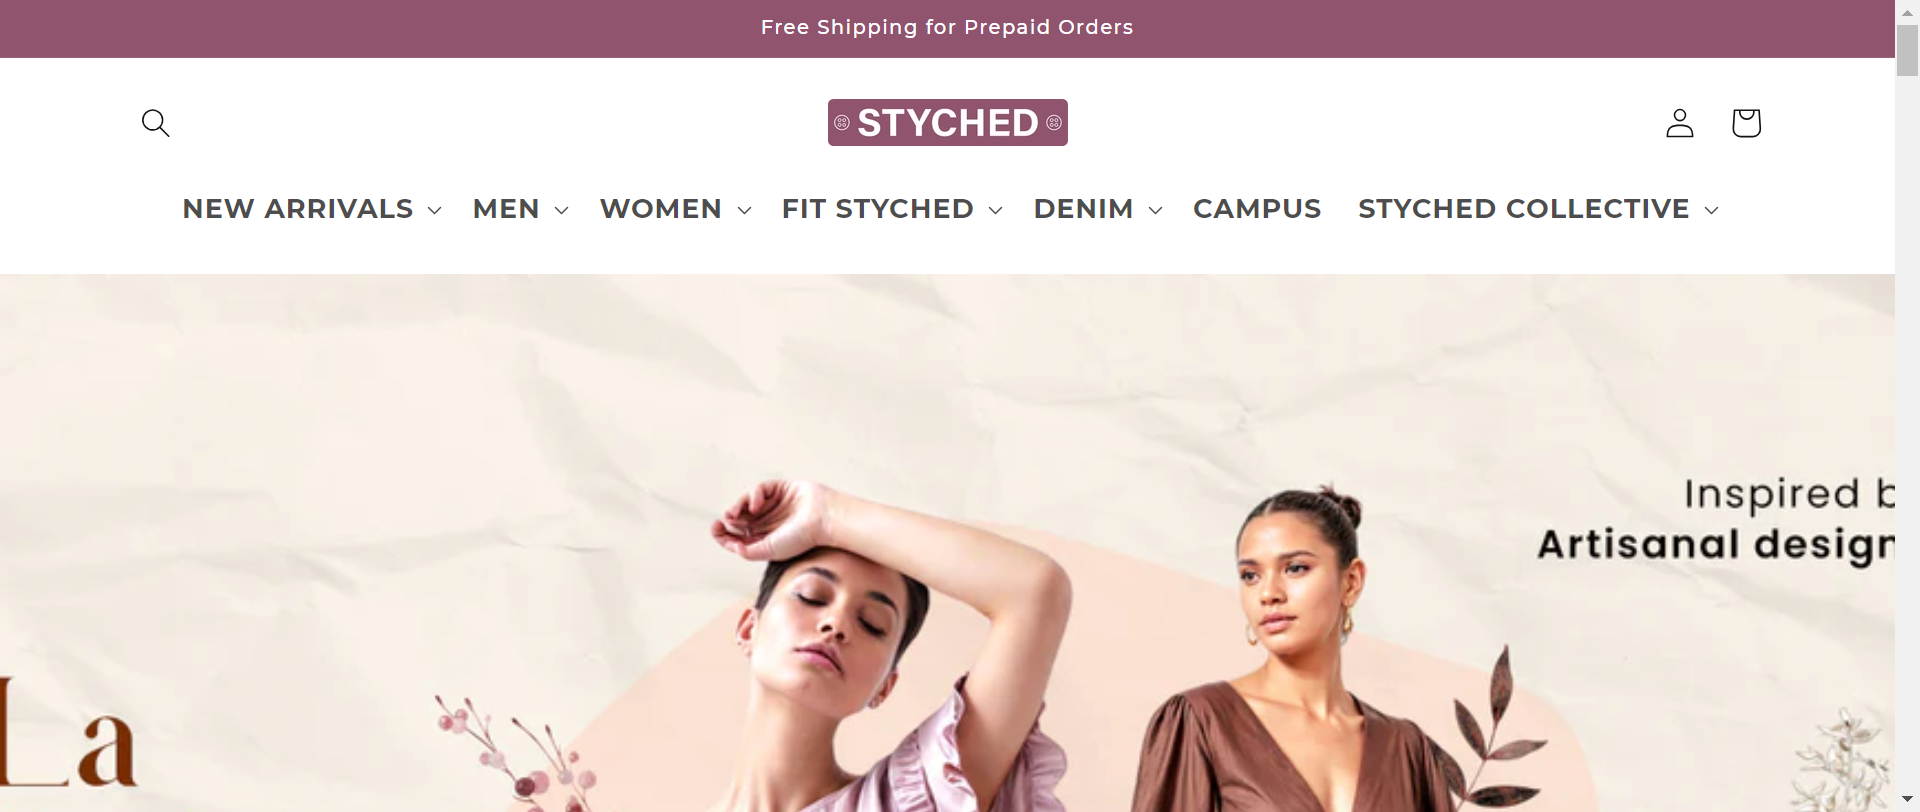 Free Shipping for Prepaid Orders
STYCHED
NEW ARRIVALS MEN WOMEN FIT STYCHED DENIM CAMPUS STYCHED COLLECTIVE
Inspired b
Artisanal design
La